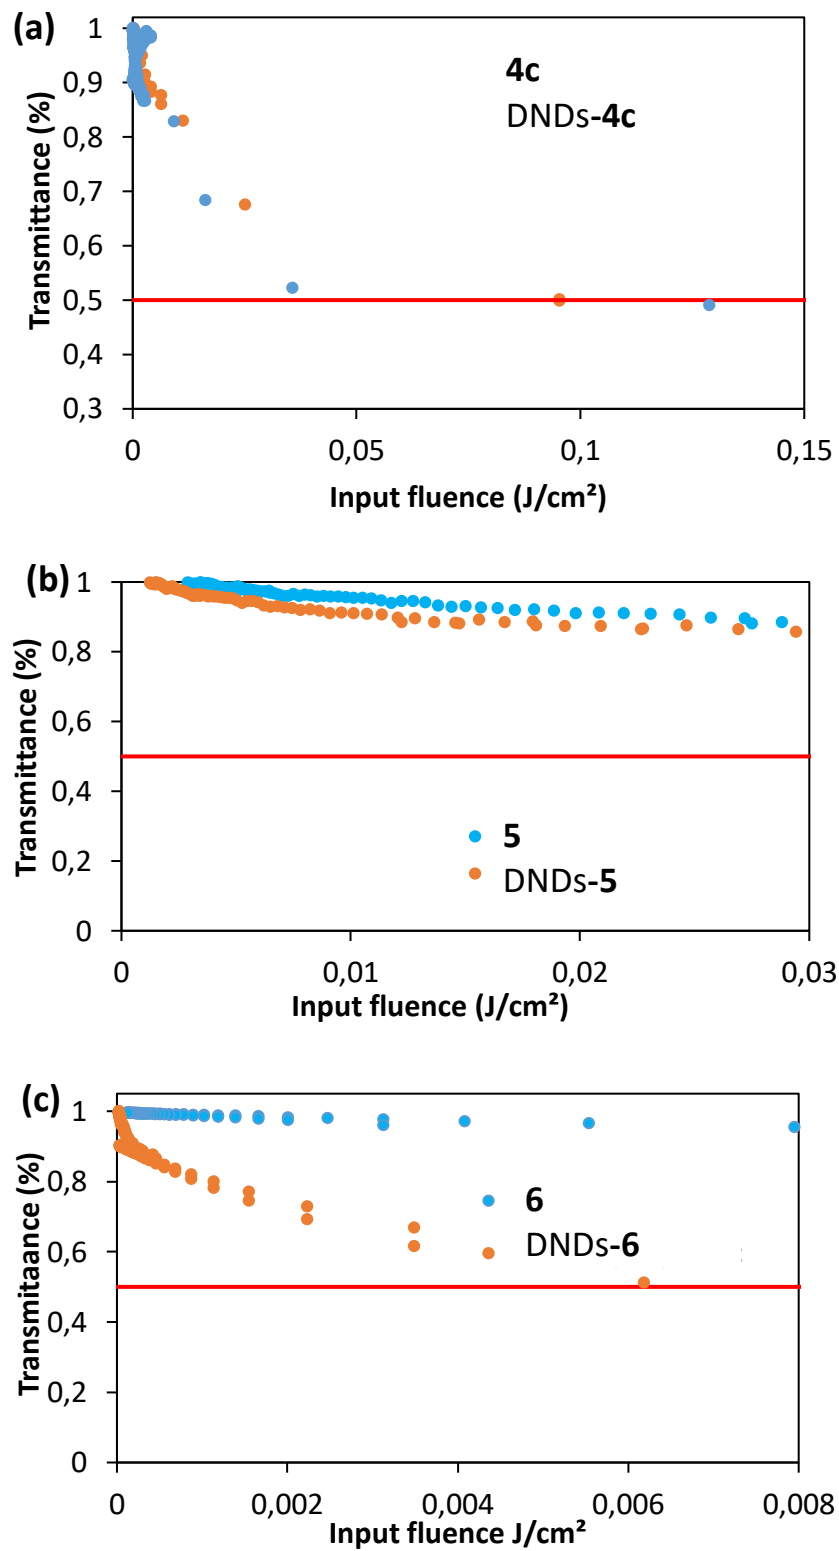 (a)
1
0,9
0,8
0,7
0,6
0,5
0,4
0,3
Transmittance (%)
4c
DNDs-4c
0
0,05
0,1
0,15
Input fluence (J/cm²)
(b)
1
0,8
0,6
0,4
0,2
0
Transmittance (%)
5
DNDs-5
0
0,01
0,02
0,03
Input fluence (J/cm²)
(c)
1
0,8
0,6
0,4
0,2
0
Transmitaance (%)
6
DNDs-6
0
0,002
0,004
0,006
0,008
Input fluence J/cm²